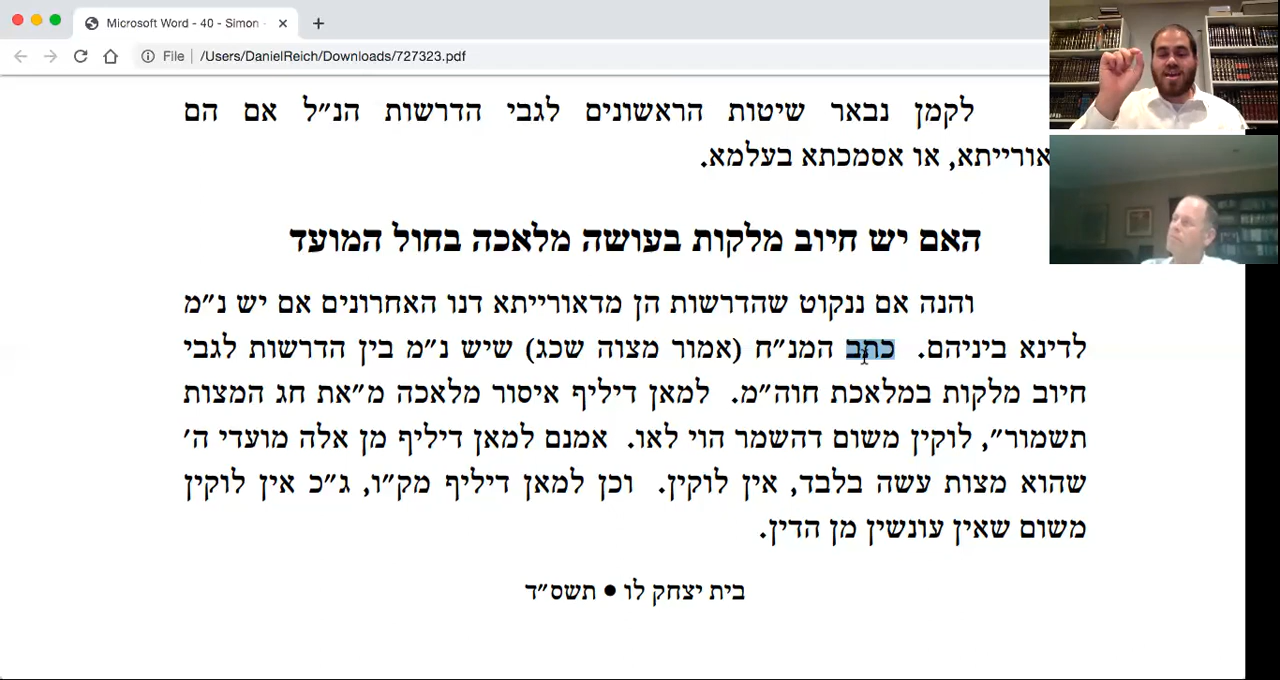 Microsoft Word - 40 - Simon
File /Users/DanielReich/Downloads/727323.pdf
לקמן נבאר שיטות הראשונים לגבי הדרשות הנ״ל אם הם
או אסמכתא בעלמא.
האם יש חיוב מלקות בעושה מלאכה בחול המועד
והנה אם ננקוט שהדרשות הן מדאורייתא דנו האחרונים אם יש נ״מ
לדינא ביניהם. כתב המנ״ח (אמור מצוה שכג) שיש נ״מ בין הדרשות לגבי
חיוב מלקות במלאכת חוה״מ. למאן דיליף איסור מלאכה מ״את חג המצות
תשמור״, לוקין משום דהשמר הוי לאו. אמנם למאן דיליף מן אלה מועדי ה׳
שהוא מצות עשה בלבד, אין לוקין. וכן למאן דיליף מק״ו, ג״כ אין לוקין
משום שאין עונשין מן הדין.
בית יצחק לו • תשס״ד